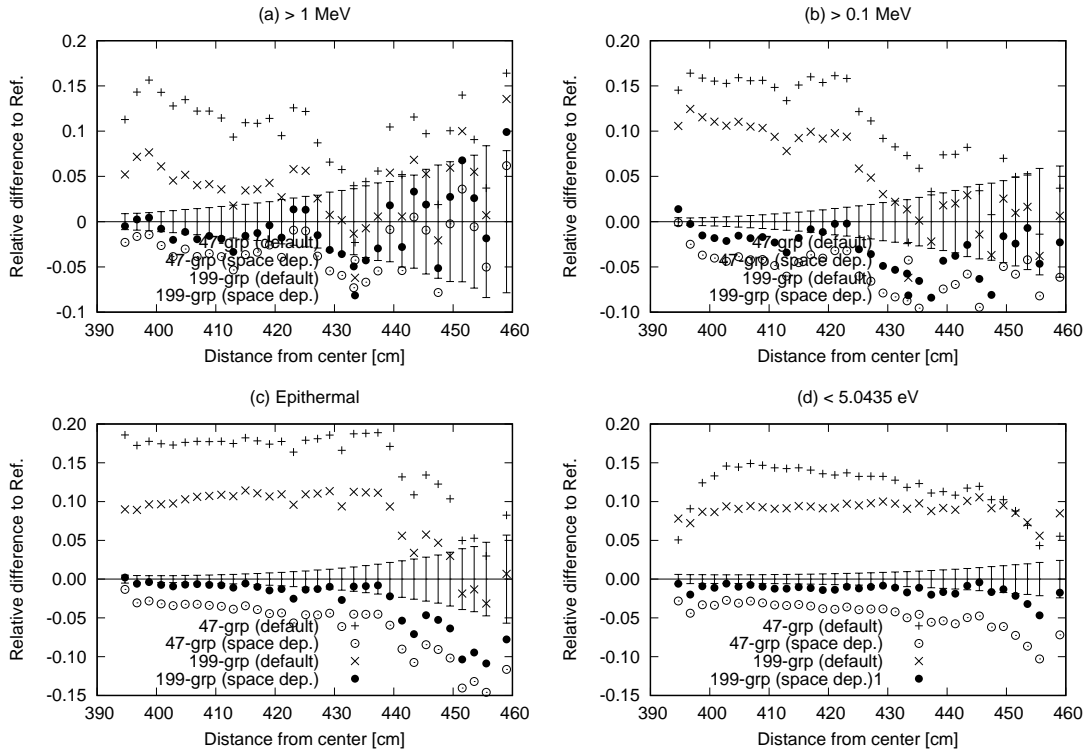 (a) > 1 MeV
0.20
0.15
0.10
0.05
0
-0.05
-0.1
Relative difference to Ref.
47-grp (default)
47-grp (space dep.)
199-grp (default)
199-grp (space dep.)
390 400 410 420 430 440 450 460
Distance from center [cm]
(b) > 0.1 MeV
0.20
0.15
0.10
0.05
0.00
-0.05
-0.10
Relative difference to Ref.
47-grp (default)
47-grp (space dep.)
199-grp (default)
199-grp (space dep.)
390 400 410 420 430 440 450 460
Distance from center [cm]
(c) Epithermal
0.20
0.15
0.10
0.05
0.00
-0.05
-0.10
-0.15
Relative difference to Ref.
47-grp (default)
47-grp (space dep.)
199-grp (default)
199-grp (space dep.)
390 400 410 420 430 440 450 460
Distance from center [cm]
(d) < 5.0435 eV
0.20
0.15
0.10
0.05
0.00
-0.05
-0.10
-0.15
Relative difference to Ref.
47-grp (default)
47-grp (space dep.)
199-grp (default)
199-grp (space dep.)1
390 400 410 420 430 440 450 460
Distance from center [cm]